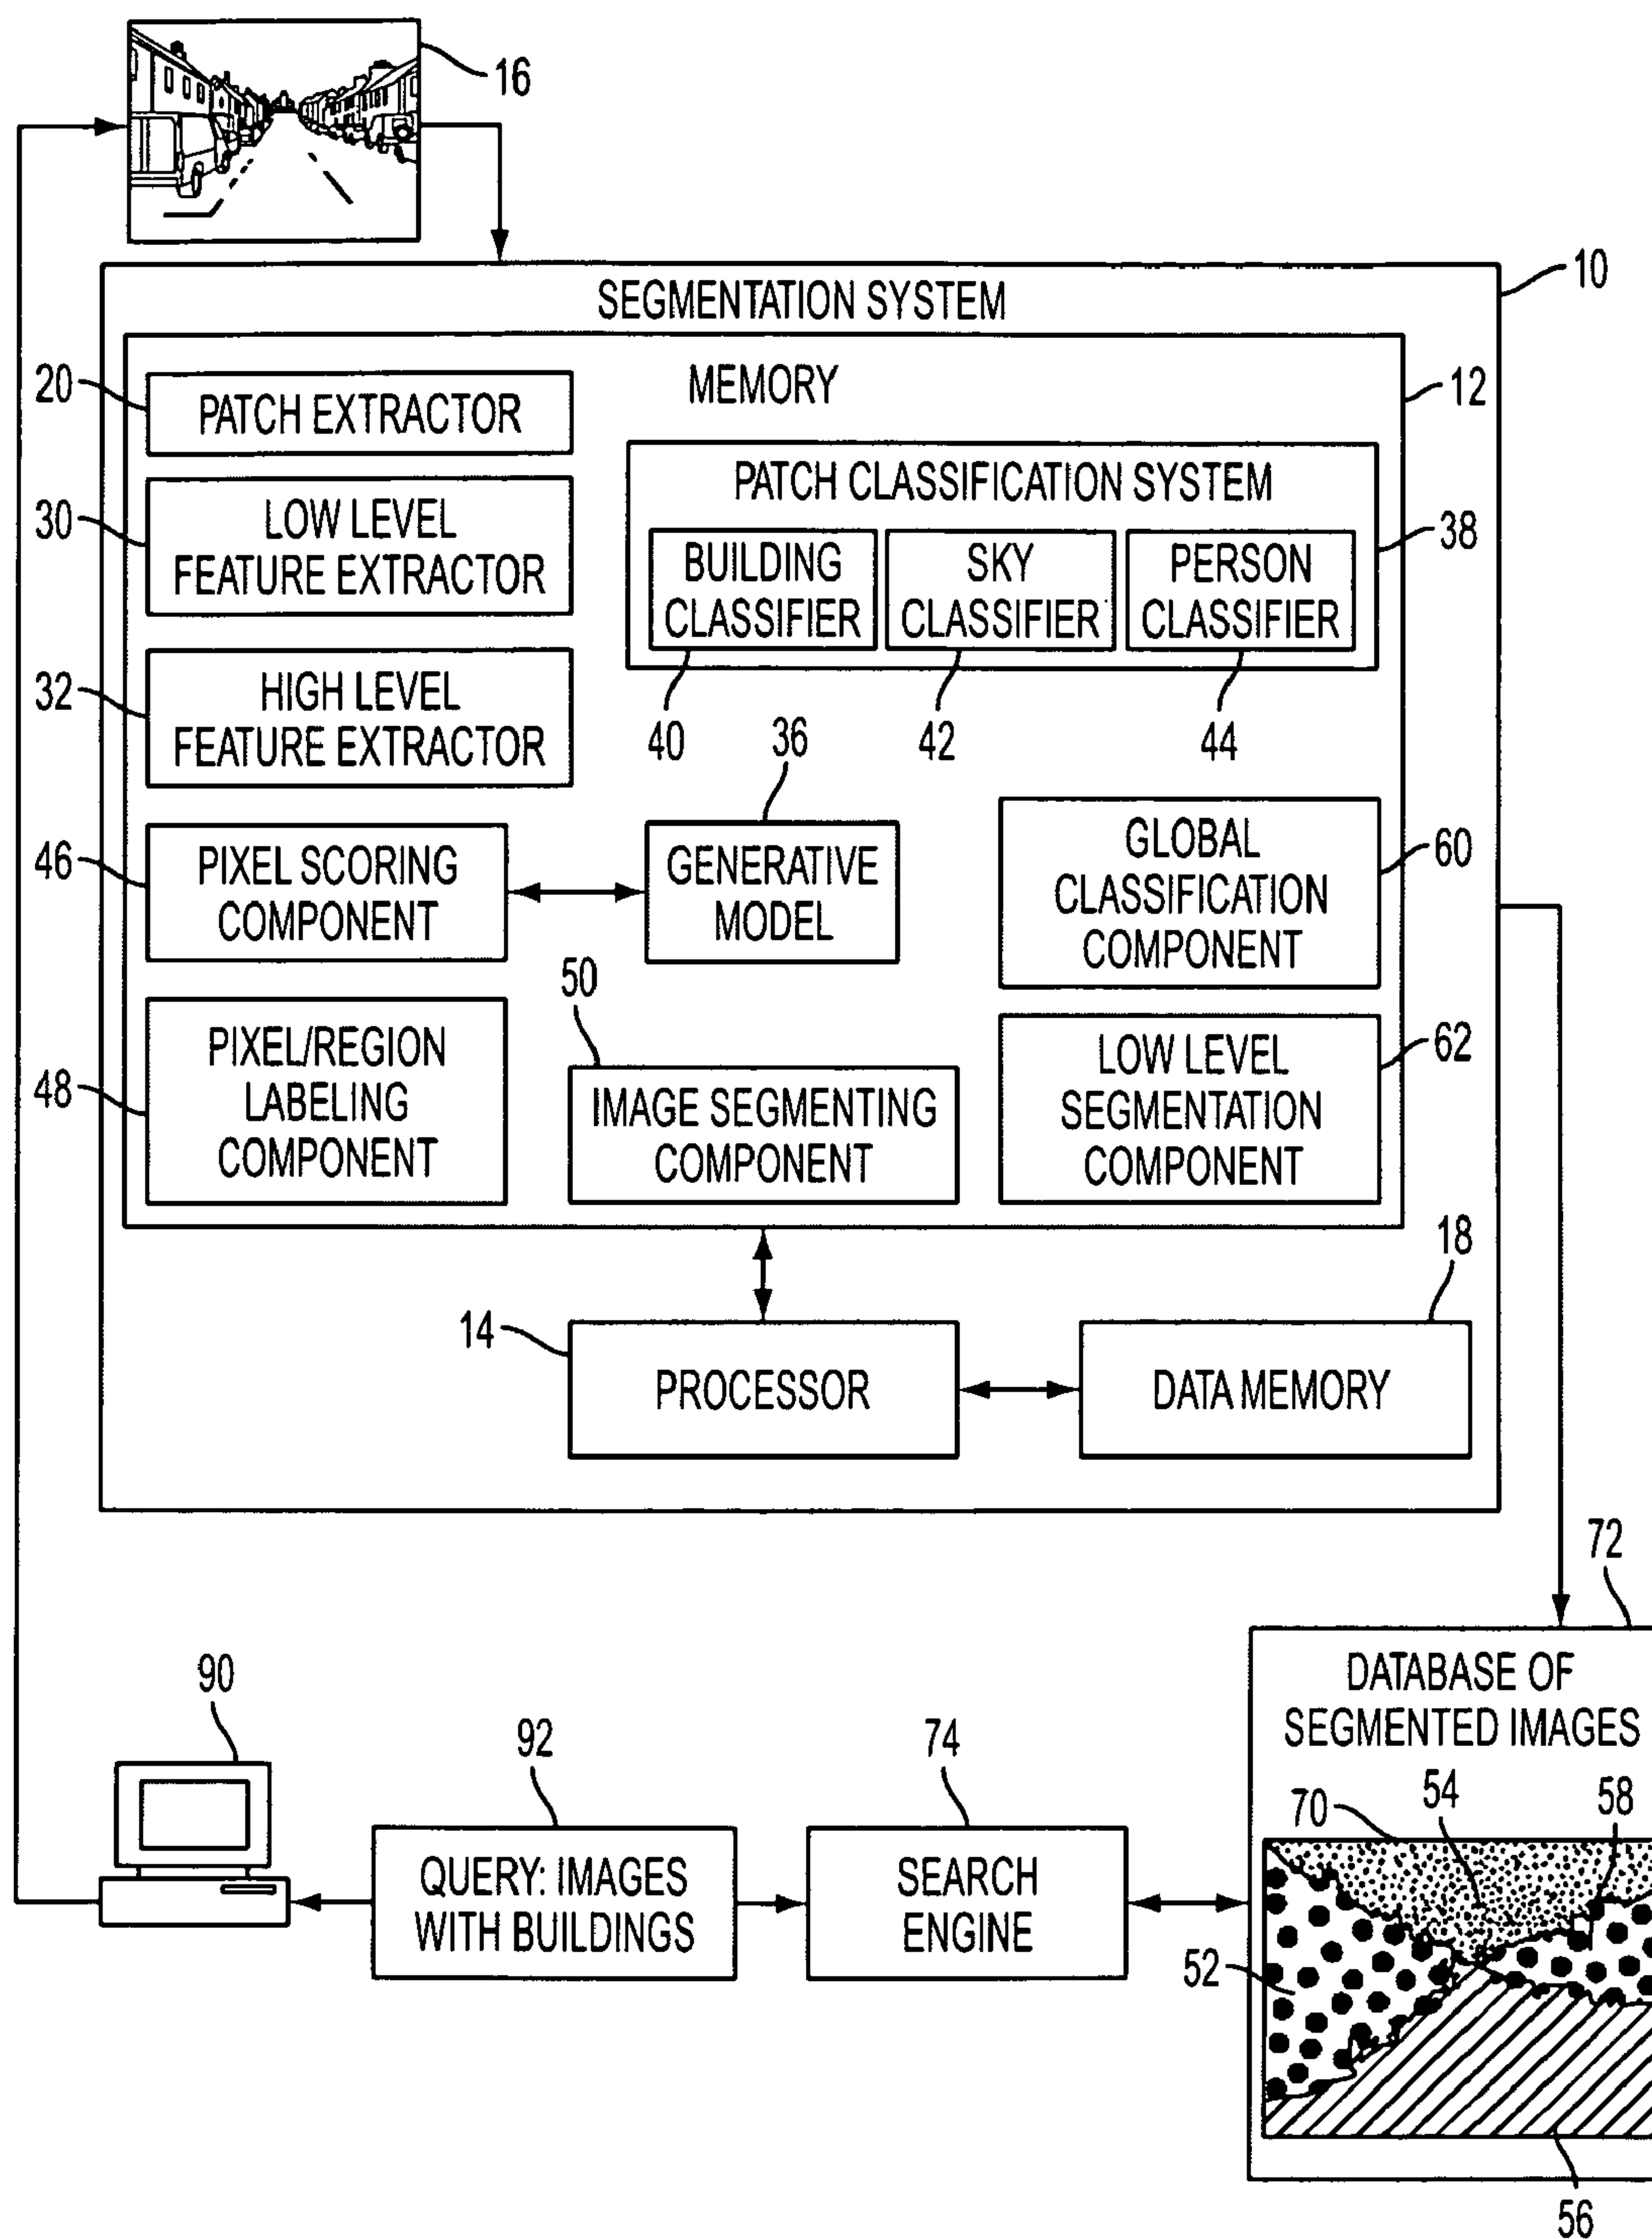 16
10
SEGMENTATION SYSTEM
12
MEMORY
20
PATCH EXTRACTOR
30
LOW LEVEL
FEATURE EXTRACTOR
32
HIGH LEVEL
FEATURE EXTRACTOR
38
PATCH CLASSIFICATION SYSTEM
BUILDING
CLASSIFIER
SKY
CLASSIFIER
PERSON
CLASSIFIER
40
42
44
36
46
PIXEL SCORING
COMPONENT
GENERATIVE
MODEL
60
GLOBAL
CLASSIFICATION
COMPONENT
48
PIXEL/REGION
LABELING
COMPONENT
50
IMAGE SEGMENTING
COMPONENT
62
LOW LEVEL
SEGMENTATION
COMPONENT
14
PROCESSOR
18
DATA MEMORY
72
DATABASE OF
SEGMENTED IMAGES
90
92
QUERY: IMAGES
WITH BUILDINGS
74
SEARCH
ENGINE
70
54
58
52
56